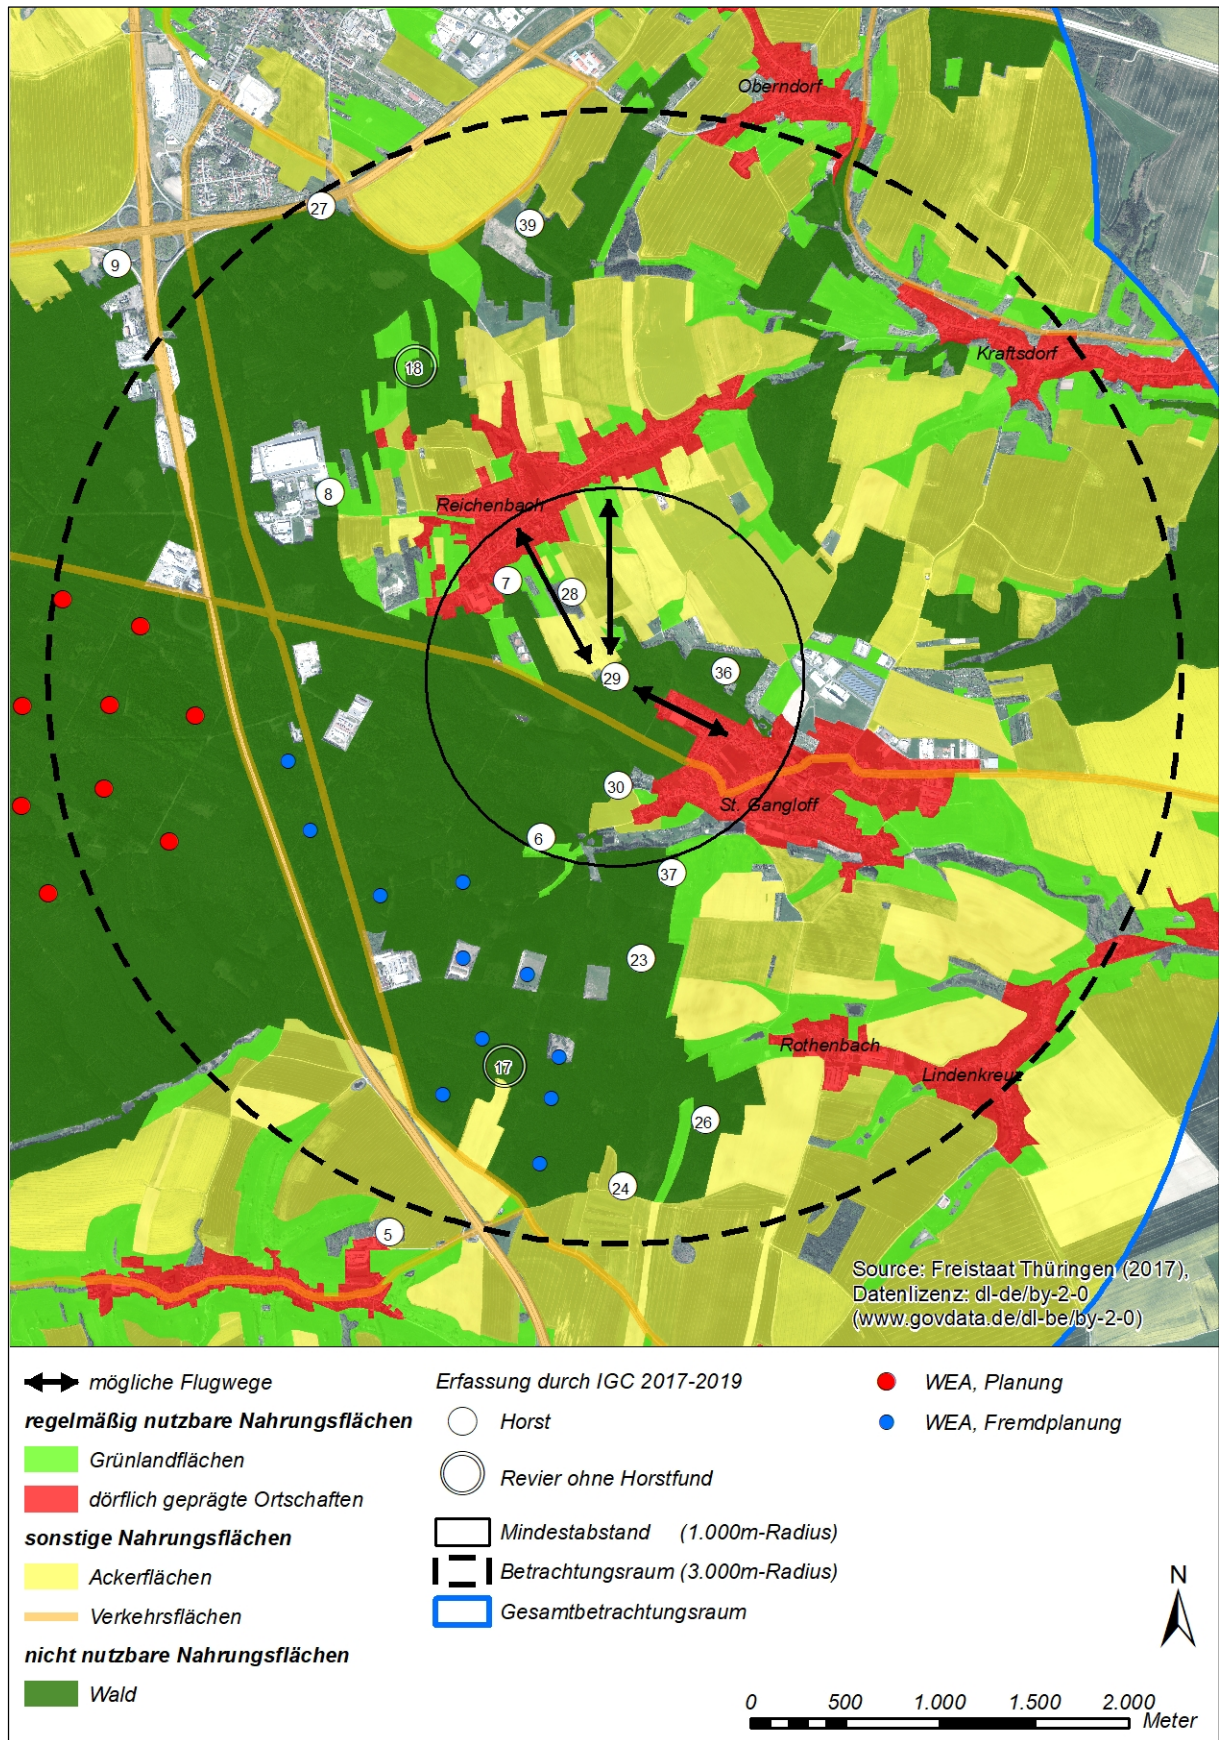 Oberndorf
27
39
9
Kraftsdorf
18
8
Reichenbach
7
28
29
36
30
St. Gangloff
6
37
23
Rothenbach
17
Lindenkreuz
26
24
5
Source: Freistaat Thüringen (2017),
Datenlizenz: dl-de/by-2-0
(www.govdata.de/dl-be/by-2-0)
mögliche Flugwege
regelmäßig nutzbare Nahrungsflächen
Grünlandflächen
dörflich geprägte Ortschaften
sonstige Nahrungsflächen
Ackerflächen
Verkehrsflächen
nicht nutzbare Nahrungsflächen
Wald
Erfassung durch IGC 2017-2019
Horst
Revier ohne Horstfund
Mindestabstand (1.000m-Radius)
Betrachtungsraum (3.000m-Radius)
Gesamtbetrachtungsraum
WEA, Planung
WEA, Fremdplanung
N
0 500 1.000 1.500 2.000
Meter